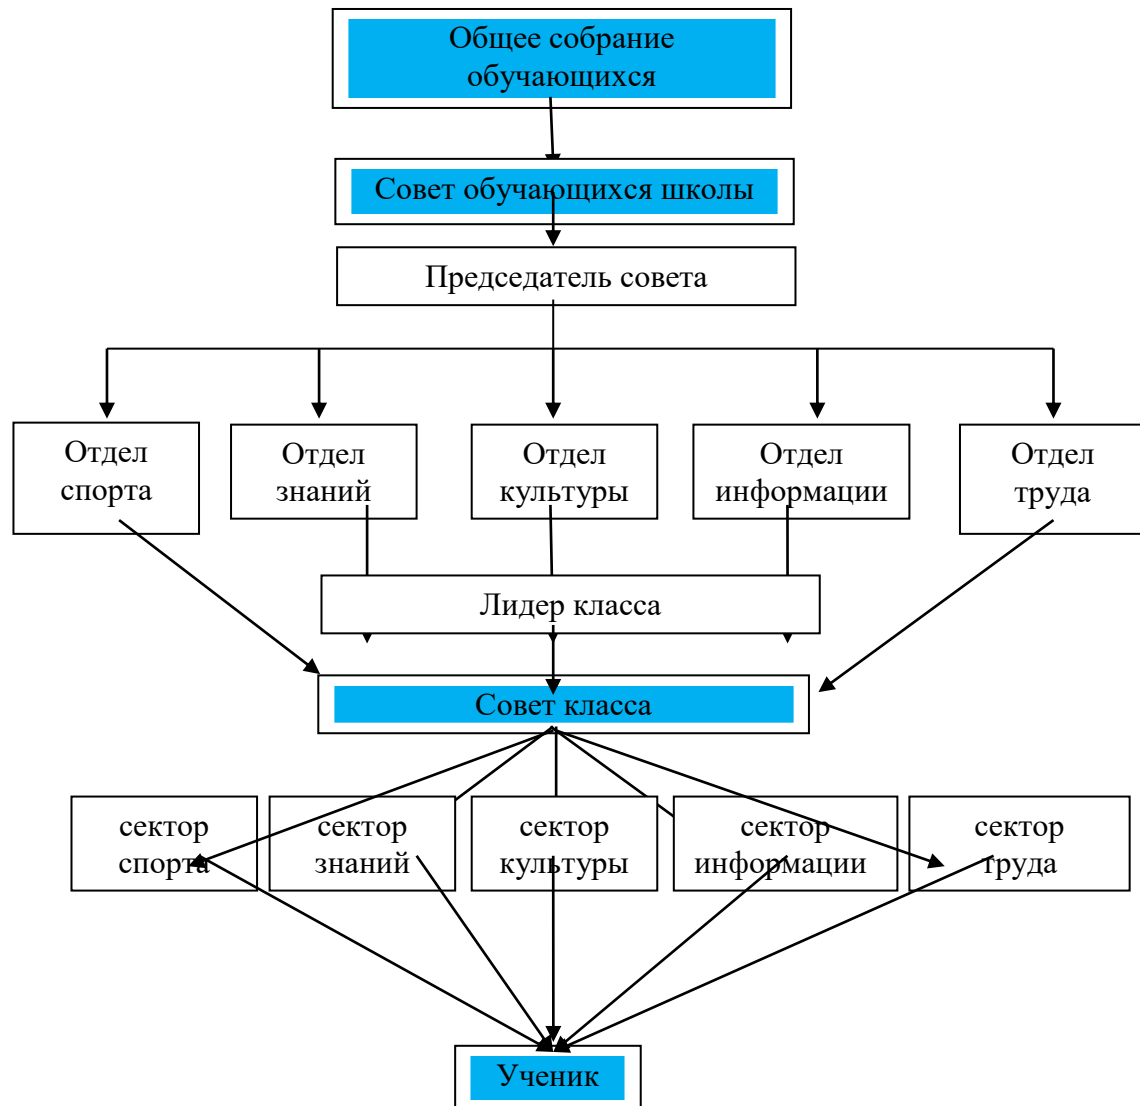 Общее собрание
обучающихся
Совет обучающихся школы
Председатель совета
Отдел
спорта
Отдел
знаний
Отдел
культуры
Отдел
информации
Отдел
труда
Лидер класса
Совет класса
сектор
спорта
сектор
знаний
сектор
культуры
сектор
информации
сектор
труда
Ученик